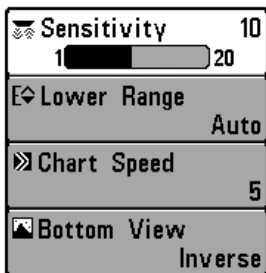 Sensitivity 10
1 20
Lower Range
Auto
Chart Speed
5
Bottom View
Inverse